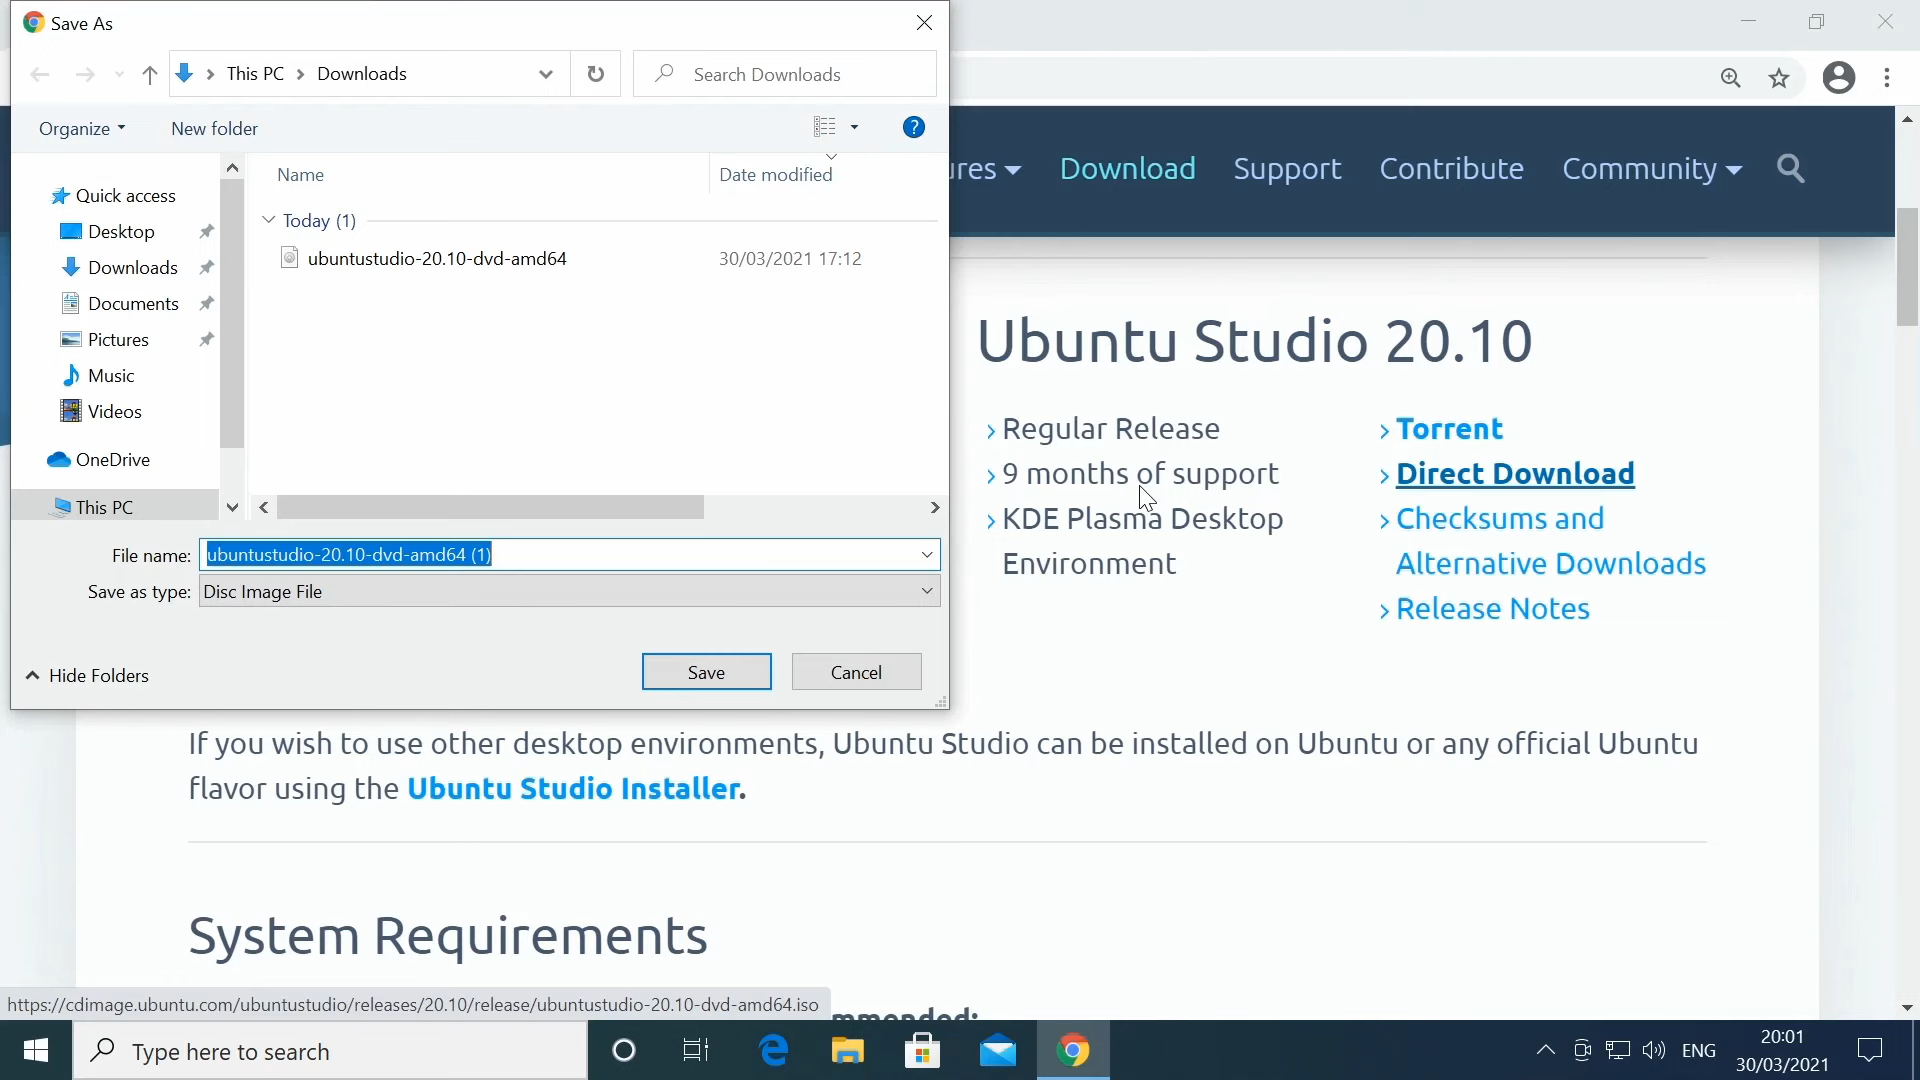 Save As
This PC
Downloads
Search Downloads
Organize
New folder
?
Quick access
Desktop
Downloads
Documents
Pictures
Music
Videos
OneDrive
This PC
Name
Date modified
Today (1)
ubuntustudio-20.10-dvd-amd64
30/03/2021 17:12
File name:
ubuntustudio-20.10-dvd-amd64 (1)
Save as type:
Disc Image File
Hide Folders
Save
Cancel
ures
Download
Support
Contribute
Community
Ubuntu Studio 20.10
Regular Release
9 months of support
KDE Plasma Desktop
Environment
Torrent
Direct Download
Checksums and
Alternative Downloads
Release Notes
If you wish to use other desktop environments, Ubuntu Studio can be installed on Ubuntu or any official Ubuntu
flavor using the Ubuntu Studio Installer.
System Requirements
mmended:
https://cdimage.ubuntu.com/ubuntustudio/releases/20.10/release/ubuntustudio-20.10-dvd-amd64.iso
Type here to search
ENG
20:01
30/03/2021